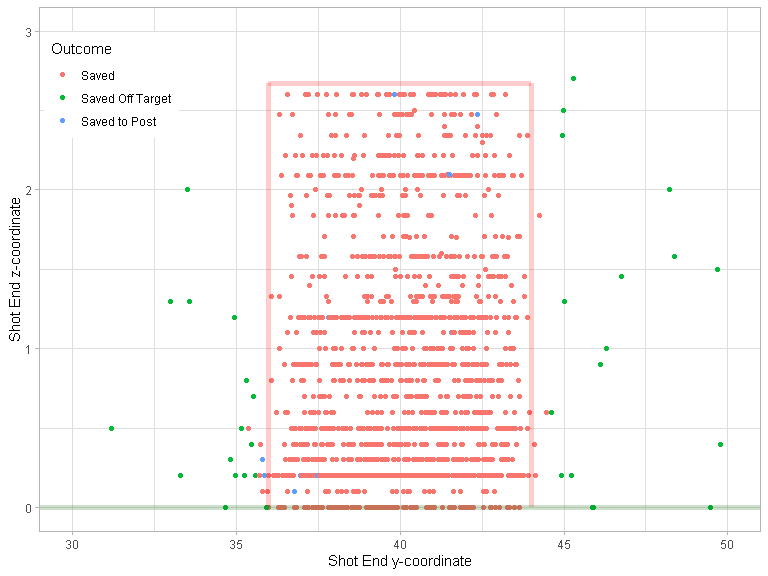 3
Outcome
Saved
Saved Off Target
Saved to Post
2
Shot End z-coordinate
1
0
30 35 40 45 50
Shot End y-coordinate